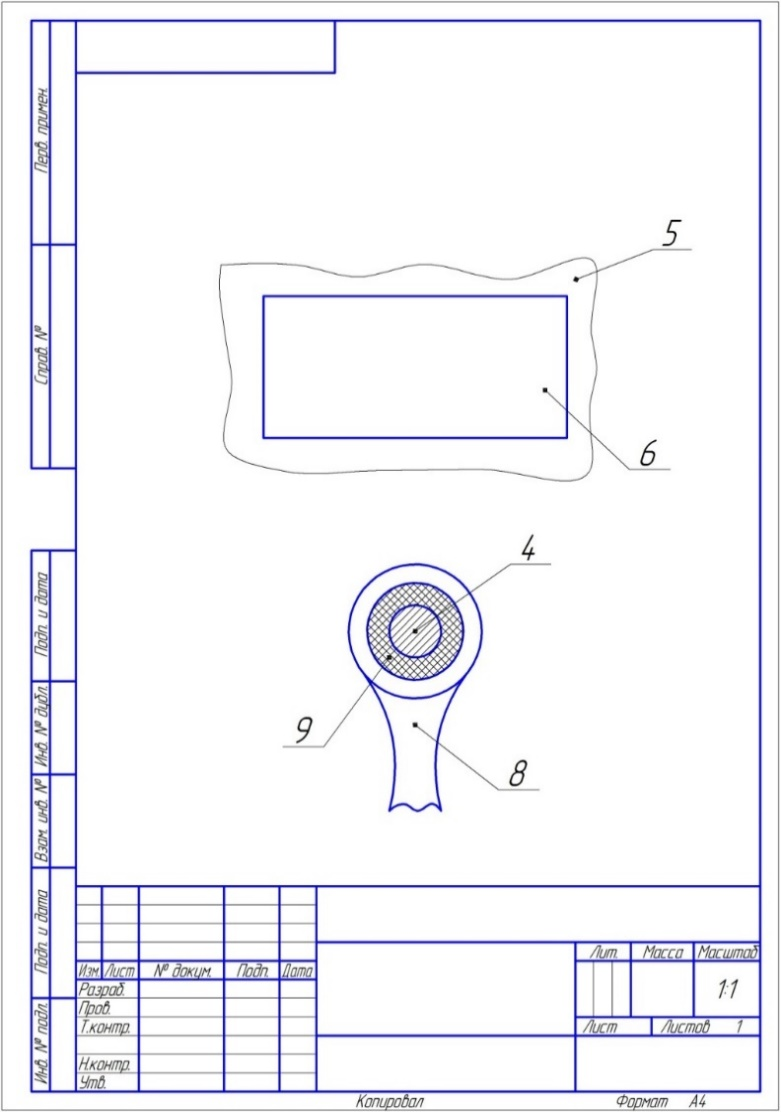 Перв. примен.
Справ. №
5
6
4
9
8
Подп. и дата
Инв. № дубл.
Взам. инв. №
Подп. и дата
Инв. № подл.
Изм. Лист № докум. Подп. Дата
Разраб.
Пров.
Т.контр.
Н.контр.
Утв.
Лит. Масса Масштаб
1:1
Лист Листов 1
Копировал Формат А4